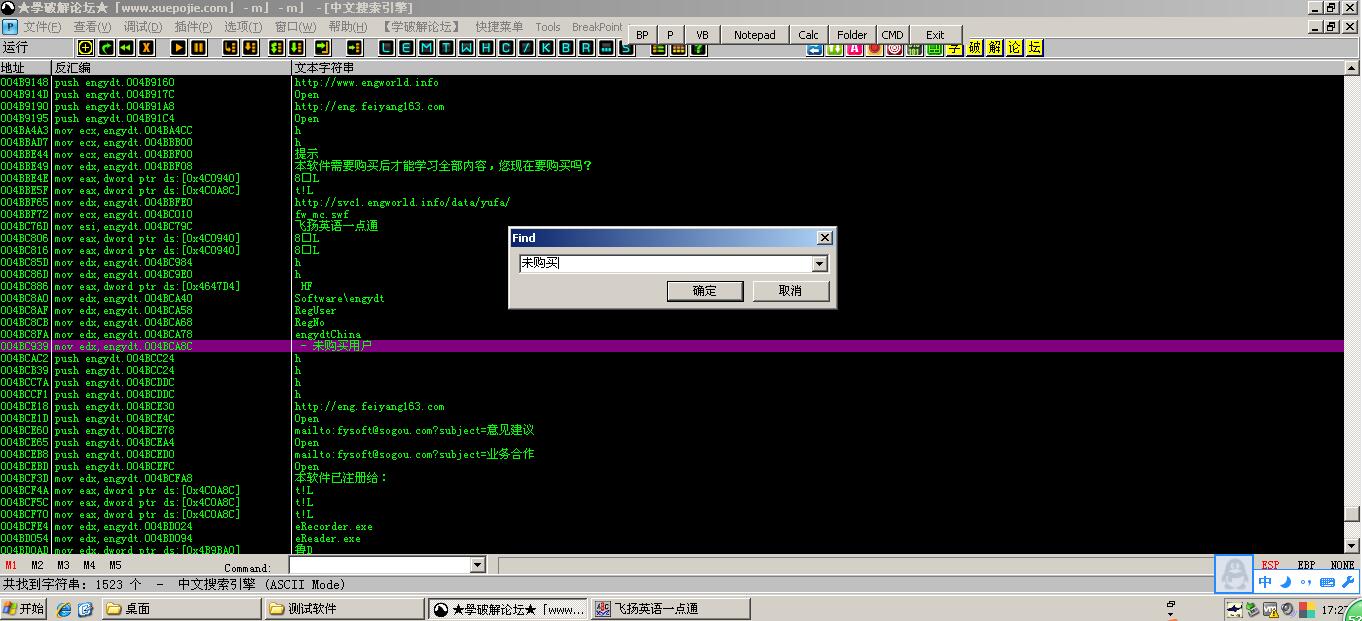 ★学破解论坛★「www.xuepojie.com」 - m」 - m」 - [中文搜索引擎]
文件(F) 查看(V) 调试(D) 插件(P) 选项(T) 窗口(W) 帮助(H) 【学破解论坛】 快捷菜单 Tools BreakPoint
BP P VB Notepad Calc Folder CMD Exit
运行 L E M T W H C / K B R ... S 字 破 解 论 坛
地址 反汇编 文本字符串
004B9148 push engydt.004B9160 http://www.engworld.info
004B914D push engydt.004B917C Open
004B9190 push engydt.004B91A8 http://eng.feiyang163.com
004B9195 push engydt.004B91C4 Open
004BA4A3 mov ecx,engydt.004BA4CC h
004BBAD7 mov ecx,engydt.004BBB00 h
004BBE44 mov ecx,engydt.004BBF00 提示
004BBE49 mov edx,engydt.004BBF08 本软件需要购买后才能学习全部内容，您现在要购买吗？
004BBE4E mov eax,dword ptr ds:[0x4C0940] 8□L
004BBE5F mov eax,dword ptr ds:[0x4C0A8C] t!L
004BBF65 mov edx,engydt.004BBFE0 http://svc1.engworld.info/data/yufa/
004BBF72 mov ecx,engydt.004BC010 fw_mc.swf
004BC76D mov esi,engydt.004BC79C 飞扬英语一点通
004BC806 mov eax,dword ptr ds:[0x4C0940] 8□L
004BC816 mov eax,dword ptr ds:[0x4C0940] 8□L
004BC85D mov edx,engydt.004BC984 h
004BC86D mov edx,engydt.004BC9E0 h
004BC886 mov eax,dword ptr ds:[0x4647D4] HF
004BC8A0 mov edx,engydt.004BCA40 Software\engydt
004BC8AF mov edx,engydt.004BCA58 RegUser
004BC8CB mov edx,engydt.004BCA68 RegNo
004BC8FA mov edx,engydt.004BCA78 engydtChina
004BC939 mov edx,engydt.004BCA8C - 未购买用户
004BCAC2 push engydt.004BCC24 h
004BCB39 push engydt.004BCC24 h
004BCC7A push engydt.004BCDDC h
004BCCF1 push engydt.004BCDDC h
004BCE18 push engydt.004BCE30 http://eng.feiyang163.com
004BCE1D push engydt.004BCE4C Open
004BCE60 push engydt.004BCE78 mailto:fysoft@sogou.com?subject=意见建议
004BCE65 push engydt.004BCEA4 Open
004BCEB8 push engydt.004BCED0 mailto:fysoft@sogou.com?subject=业务合作
004BCEBD push engydt.004BCEFC Open
004BCF3D mov edx,engydt.004BCFA8 本软件已注册给：
004BCF4A mov eax,dword ptr ds:[0x4C0A8C] t!L
004BCF5C mov eax,dword ptr ds:[0x4C0A8C] t!L
004BCF70 mov eax,dword ptr ds:[0x4C0A8C] t!L
004BCFE4 mov edx,engydt.004BD024 eRecorder.exe
004BD054 mov edx,engydt.004BD094 eReader.exe
004BD0AD mov edx,dword ptr ds:[0x4B9BA0] 鲁D
Find
未购买
确定 取消
M1 M2 M3 M4 M5 Command: ESP EBP NONE
共找到字符串: 1523 个 - 中文搜索引擎 (ASCII Mode)
中
开始 桌面 测试软件 ★学破解论坛★「www... 飞扬英语一点通